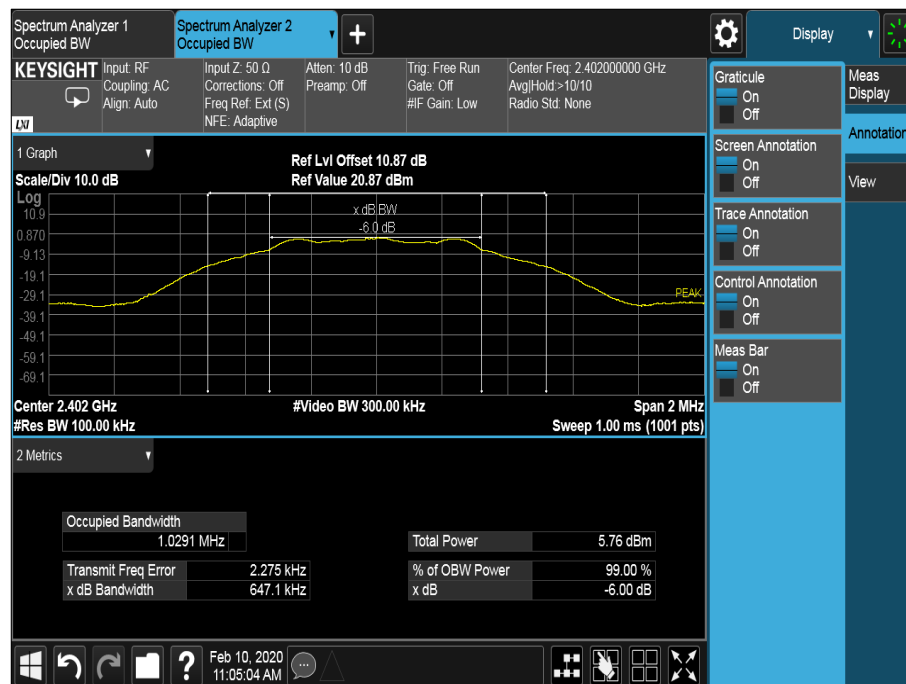 Spectrum Analyzer 1
Occupied BW
Spectrum Analyzer 2
Occupied BW
Display
KEYSIGHT
LXI
Input: RF
Coupling: AC
Align: Auto
Input Z: 50 Ω
Corrections: Off
Freq Ref: Ext (S)
NFE: Adaptive
Atten: 10 dB
Preamp: Off
Trig: Free Run
Gate: Off
#IF Gain: Low
Center Freq: 2.402000000 GHz
Avg|Hold:>10/10
Radio Std: None
1 Graph
Scale/Div 10.0 dB
Ref Lvl Offset 10.87 dB
Ref Value 20.87 dBm
Log
10.9
0.870
-9.13
-19.1
-29.1
-39.1
-49.1
-59.1
-69.1
x dB BW
-6.0 dB
PEAK
Center 2.402 GHz
#Video BW 300.00 kHz
Span 2 MHz
#Res BW 100.00 kHz
Sweep 1.00 ms (1001 pts)
2 Metrics
Occupied Bandwidth
1.0291 MHz
Total Power 5.76 dBm
Transmit Freq Error 2.275 kHz
% of OBW Power 99.00 %
x dB Bandwidth 647.1 kHz
x dB -6.00 dB
?
Feb 10, 2020
11:05:04 AM
Graticule
On
Off
Screen Annotation
On
Off
Trace Annotation
On
Off
Control Annotation
On
Off
Meas Bar
On
Off
Meas
Display
Annotation
View